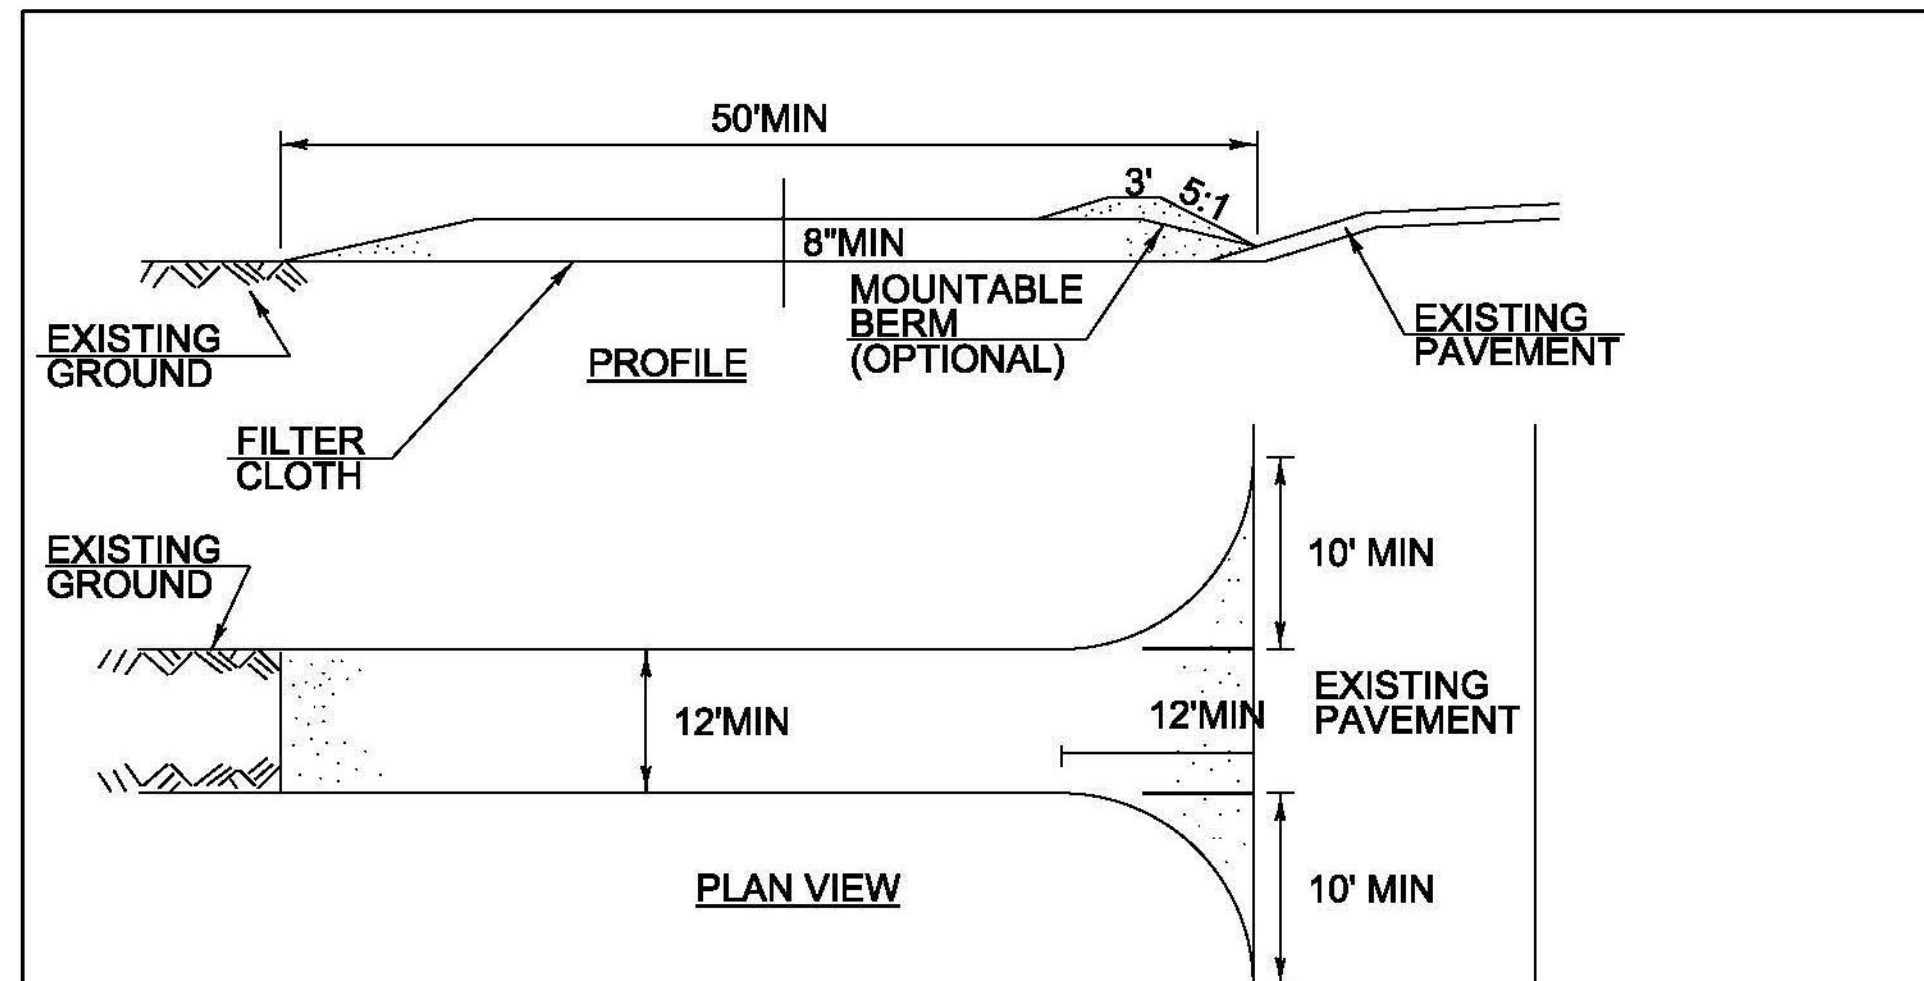 50'MIN
3'
5:1
8"MIN
MOUNTABLE
BERM
(OPTIONAL)
EXISTING
GROUND
PROFILE
EXISTING
PAVEMENT
FILTER
CLOTH
EXISTING
GROUND
10' MIN
12'MIN
12'MIN
EXISTING
PAVEMENT
PLAN VIEW
10' MIN